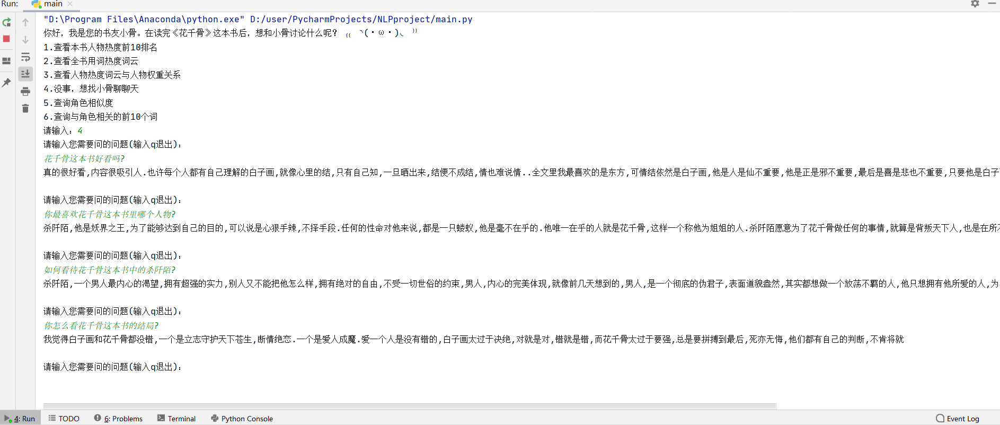 Run: main
"D:\Program Files\Anaconda\python.exe" D:/user/PycharmProjects/NLPproject/main.py
你好，我是您的书友小骨。在读完《花千骨》这本书后，想和小骨讨论什么呢？ ₍₍ ◝(・ω・)◟ ⁾⁾
1.查看本书人物热度前10排名
2.查看全书用词热度词云
3.查看人物热度词云与人物权重关系
4.没事，想找小骨聊聊天
5.查询角色相似度
6.查询与角色相关的前10个词
请输入：4
请输入您需要问的问题(输入q退出)：
花千骨这本书好看吗?
真的很好看,内容很吸引人.也许每个人都有自己理解的白子画,就像心里的结,只有自己知,一旦晒出来,结便不成结,情也难说情..全文里我最喜欢的是东方,可情结依然是白子画,他是人是仙不重要,他是正是邪不重要,最后是喜是悲也不重要,只要他是白子
请输入您需要问的问题(输入q退出)：
你最喜欢花千骨这本书里哪个人物?
杀阡陌,他是妖界之王,为了能够达到自己的目的,可以说是心狠手辣,不择手段.任何的性命对他来说,都是一只蝼蚁,他是毫不在乎的.他唯一在乎的人就是花千骨,这样一个称他为姐姐的人.杀阡陌愿意为了花千骨做任何的事情,就算是背叛天下人,也是在所不
请输入您需要问的问题(输入q退出)：
如何看待花千骨这本书中的杀阡陌?
杀阡陌,一个男人最内心的渴望,拥有超强的实力,别人又不能把他怎么样,拥有绝对的自由,不受一切世俗的约束,男人,内心的完美体现,就像前几天想到的,男人,是一个彻底的伪君子,表面道貌盎然,其实都想做一个放荡不羁的人,他只想拥有他所爱的人,为
请输入您需要问的问题(输入q退出)：
你怎么看花千骨这本书的结局?
我觉得白子画和花千骨都没错,一个是立志守护天下苍生,断情绝恋.一个是爱人成魔.爱一个人是没有错的,白子画太过于决绝,对就是对,错就是错,而花千骨太过于要强,总是要拼搏到最后,死亦无悔,他们都有自己的判断,不肯将就
请输入您需要问的问题(输入q退出)：
4: Run TODO 6: Problems Terminal Python Console Event Log